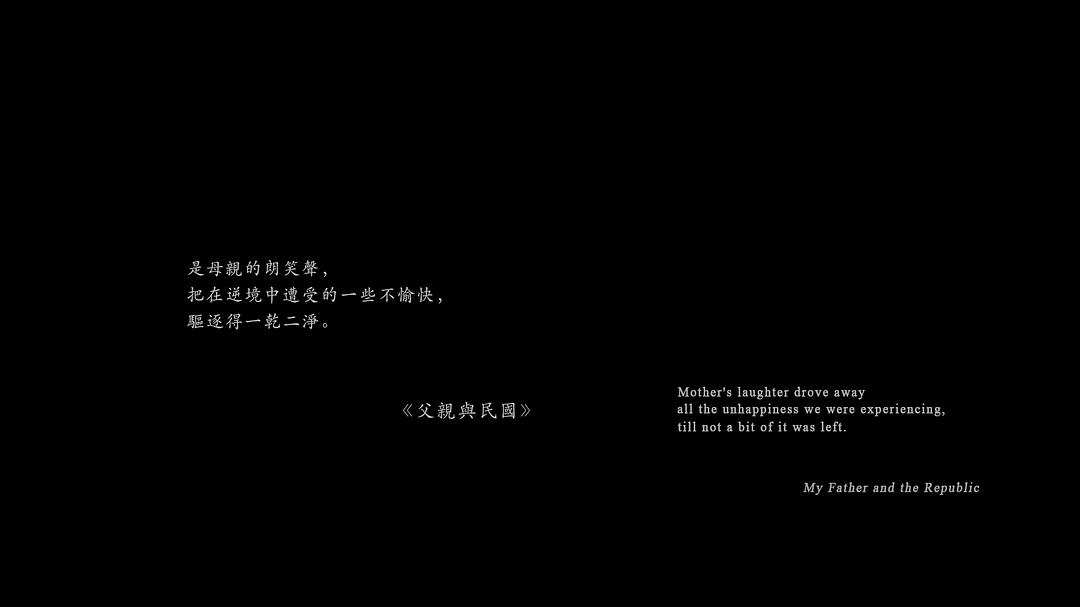 是母親的朗笑聲，
把在逆境中遭受的一些不愉快，
驅逐得一乾二淨。
《父親與民國》
Mother's laughter drove away
all the unhappiness we were experiencing,
till not a bit of it was left.
My Father and the Republic